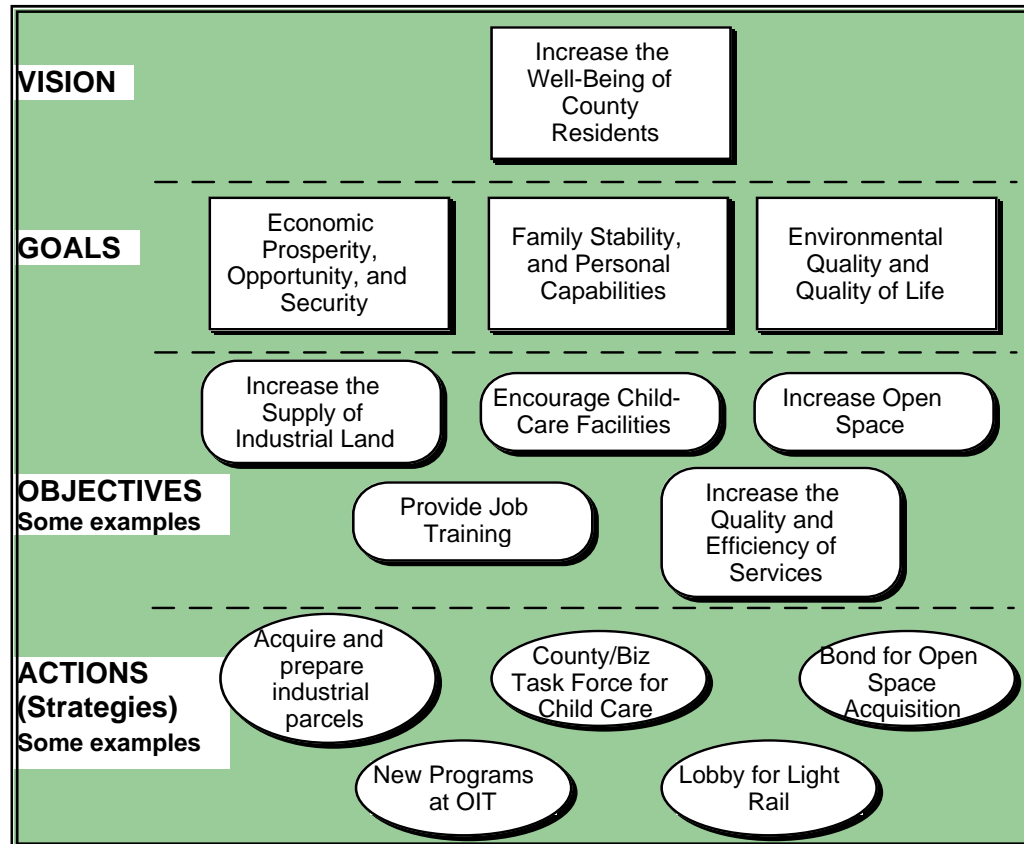 VISION
Increase the
Well-Being of
County
Residents
GOALS
Economic
Prosperity,
Opportunity, and
Security
Family Stability,
and Personal
Capabilities
Environmental
Quality and
Quality of Life
OBJECTIVES
Some examples
Increase the
Supply of
Industrial Land
Encourage Child-
Care Facilities
Increase Open
Space
Provide Job
Training
Increase the
Quality and
Efficiency of
Services
ACTIONS
(Strategies)
Some examples
Acquire and
prepare
industrial
parcels
County/Biz
Task Force for
Child Care
Bond for Open
Space
Acquisition
New Programs
at OIT
Lobby for Light
Rail